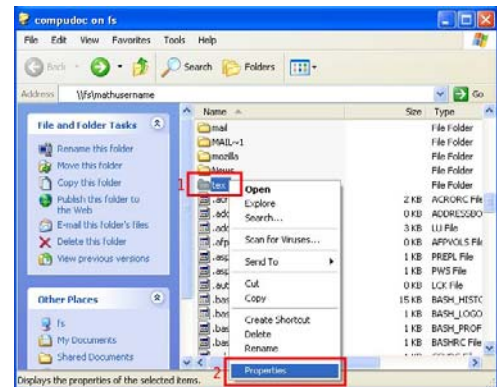 compudoc on fs
File Edit View Favorites Tools Help
Back Search Folders
Address \\fs\mathusername Go
File and Folder Tasks
Rename this folder
Move this folder
Copy this folder
Publish this folder to
the Web
E-mail this folder's files
Delete this folder
View previous versions
Other Places
fs
My Documents
Shared Documents
Name Size Type
mail File Folder
MAIL~1 File Folder
mozilla File Folder
News File Folder
1 tex File Folder
2 KB ACRORC File
0 KB ADDRESSBO
3 KB LU File
0 KB AFPVOLS File
1 KB PREPL File
1 KB PWS File
0 KB LCK File
15 KB BASH_HISTO
1 KB BASH_LOGO
1 KB BASH_PROF
1 KB BASHRC File
Open
Explore
Search...
Scan for Viruses...
Send To
Cut
Copy
Create Shortcut
Delete
Rename
2 Properties
Displays the properties of the selected items.